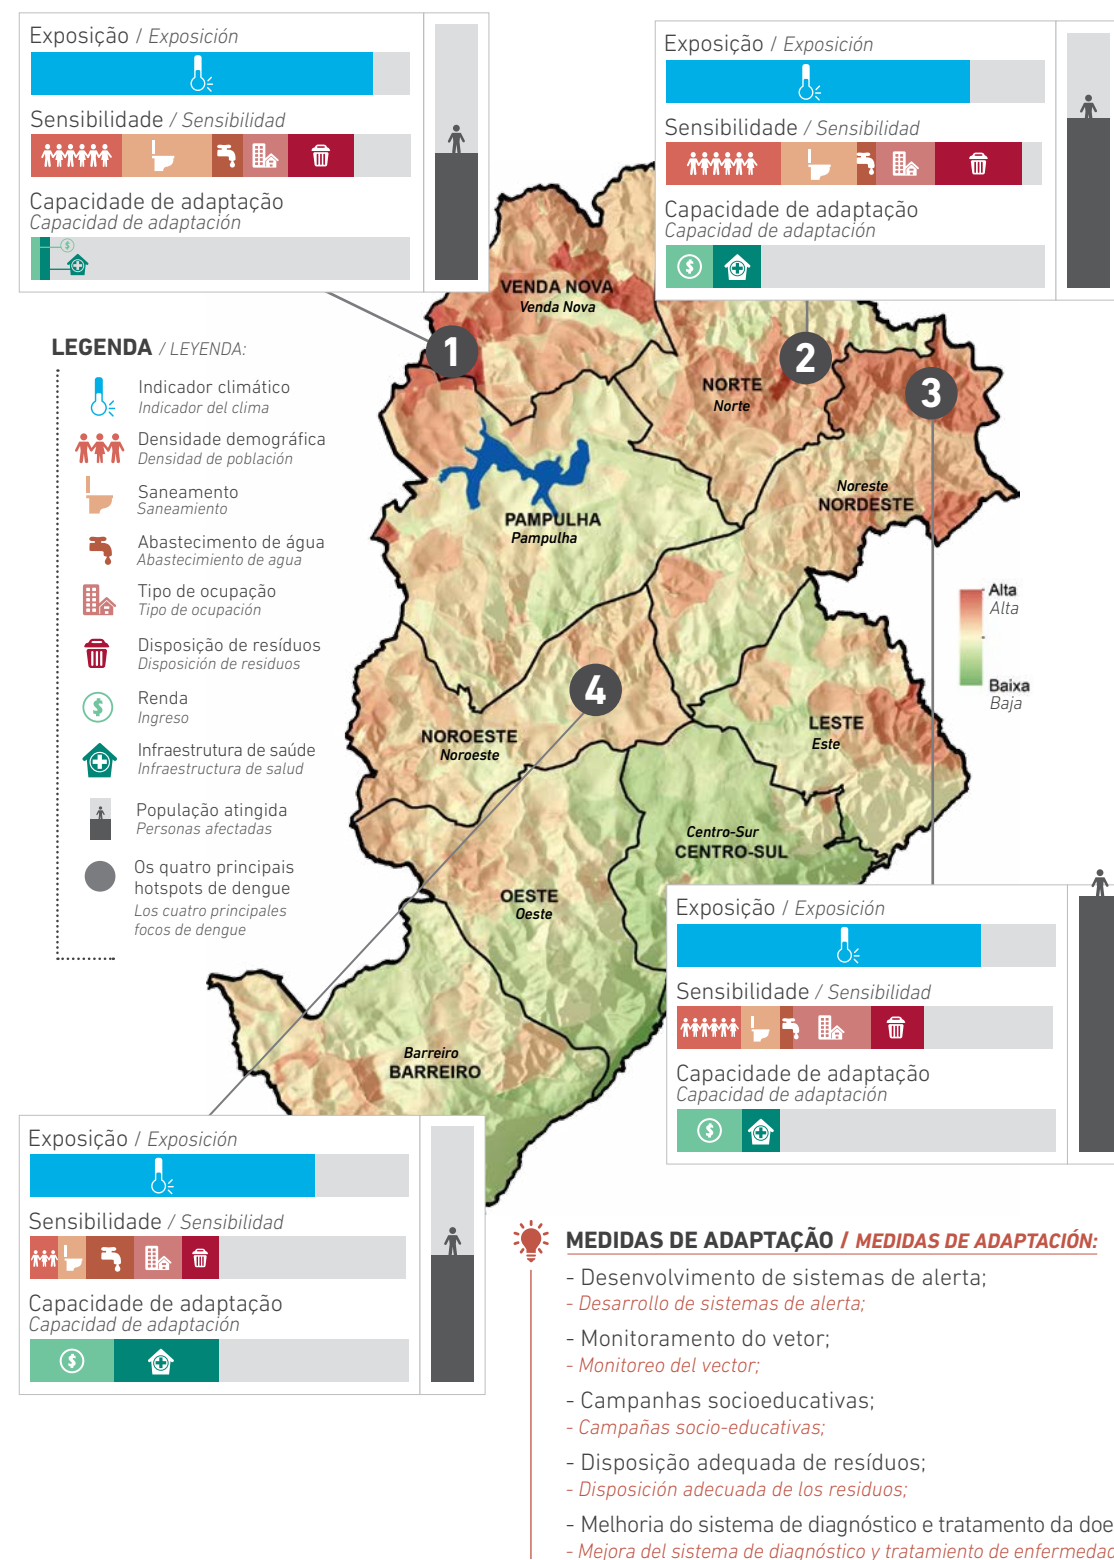 Exposição / Exposición
Sensibilidade / Sensibilidad
Capacidade de adaptação
Capacidad de adaptación
Exposição / Exposición
Sensibilidade / Sensibilidad
Capacidade de adaptação
Capacidad de adaptación
LEGENDA / LEYENDA:
Indicador climático
Indicador del clima
Densidade demográfica
Densidad de población
Saneamento
Saneamiento
Abastecimento de água
Abastecimiento de agua
Tipo de ocupação
Tipo de ocupación
Disposição de resíduos
Disposición de residuos
Renda
Ingreso
Infraestrutura de saúde
Infraestructura de salud
População atingida
Personas afectadas
Os quatro principais
hotspots de dengue
Los cuatro principales
focos de dengue
VENDA NOVA
Venda Nova
1
2
3
NORTE
Norte
Noreste
NORDESTE
PAMPULHA
Pampulha
Alta
Alta
Baixa
Baja
4
NOROESTE
Noroeste
LESTE
Este
Centro-Sur
CENTRO-SUL
OESTE
Oeste
Barreiro
BARREIRO
Exposição / Exposición
Sensibilidade / Sensibilidad
Capacidade de adaptação
Capacidad de adaptación
Exposição / Exposición
Sensibilidade / Sensibilidad
Capacidade de adaptação
Capacidad de adaptación
MEDIDAS DE ADAPTAÇÃO / MEDIDAS DE ADAPTACIÓN:
- Desenvolvimento de sistemas de alerta;
- Desarrollo de sistemas de alerta;
- Monitoramento do vetor;
- Monitoreo del vector;
- Campanhas socioeducativas;
- Campañas socio-educativas;
- Disposição adequada de resíduos;
- Disposición adecuada de los residuos;
- Melhoria do sistema de diagnóstico e tratamento da doe
- Mejora del sistema de diagnóstico y tratamiento de enfermedad